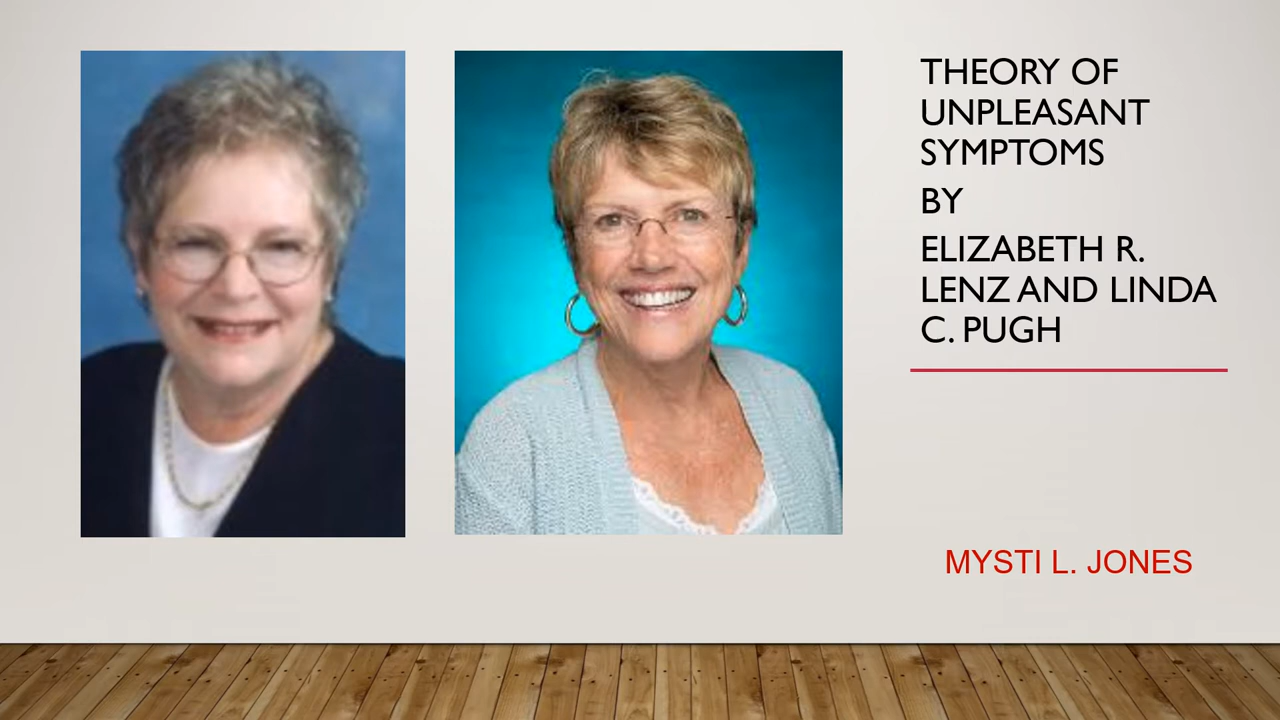 THEORY OF
UNPLEASANT
SYMPTOMS
BY
ELIZABETH R.
LENZ AND LINDA
C. PUGH
MYSTI L. JONES